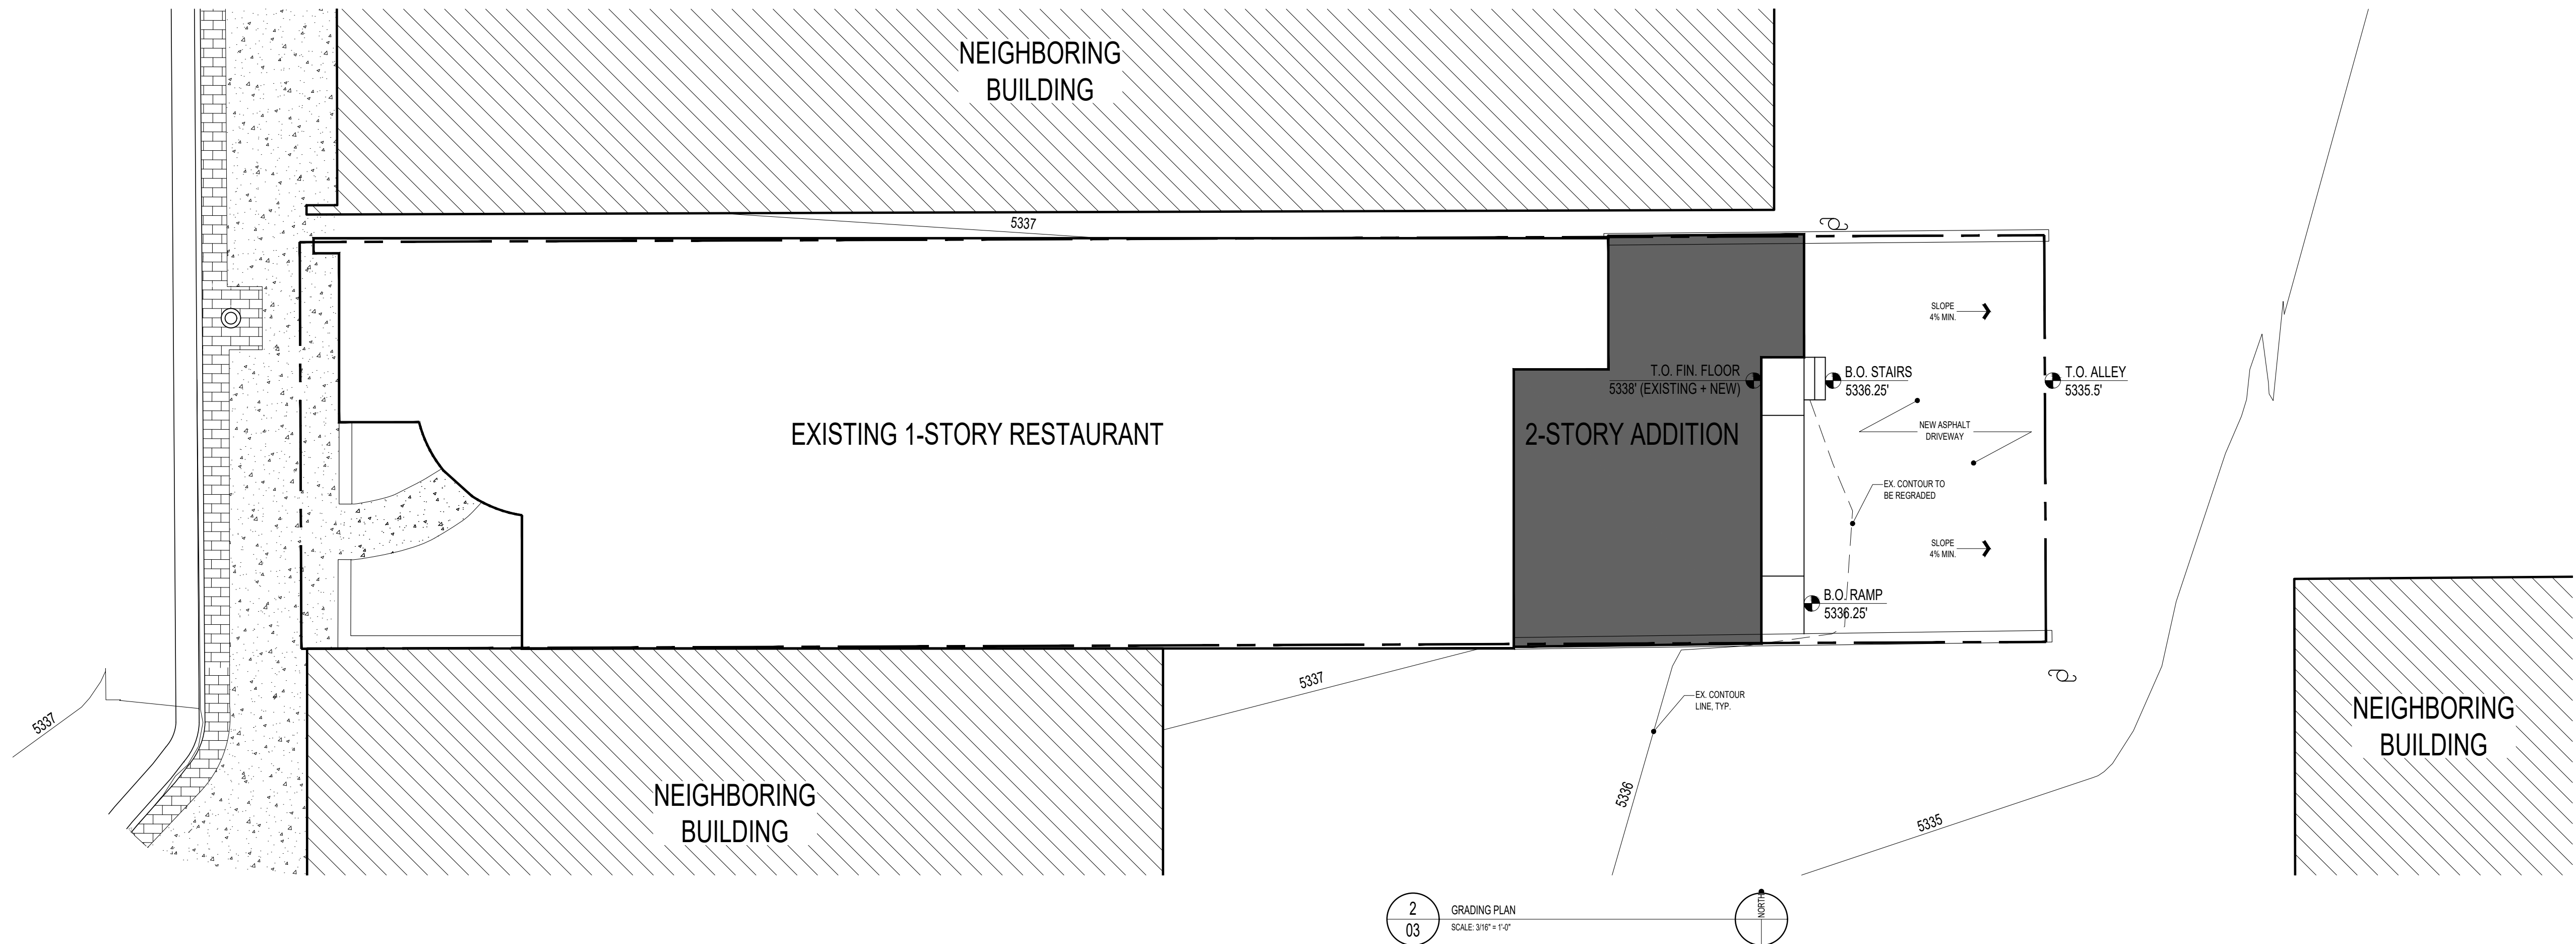 NEIGHBORING
BUILDING
5337
SLOPE
4% MIN.
T.O. FIN. FLOOR
5338' (EXISTING + NEW)
B.O. STAIRS
5336.25'
T.O. ALLEY
5335.5'
EXISTING 1-STORY RESTAURANT
2-STORY ADDITION
NEW ASPHALT
DRIVEWAY
EX. CONTOUR TO
BE REGRADED
SLOPE
4% MIN.
B.O. RAMP
5336.25'
5337
5337
EX. CONTOUR
LINE, TYP.
NEIGHBORING
BUILDING
NEIGHBORING
BUILDING
5336
5335
2
03
GRADING PLAN
SCALE: 3/16" = 1'-0"
NORTH